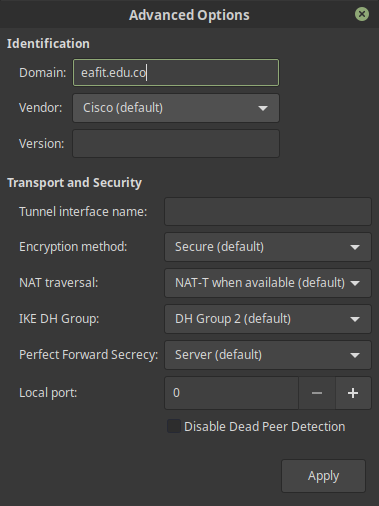 Advanced Options
Identification
Domain: eafit.edu.co
Vendor: Cisco (default)
Version:
Transport and Security
Tunnel interface name:
Encryption method: Secure (default)
NAT traversal: NAT-T when available (default)
IKE DH Group: DH Group 2 (default)
Perfect Forward Secrecy: Server (default)
Local port: 0
Disable Dead Peer Detection
Apply